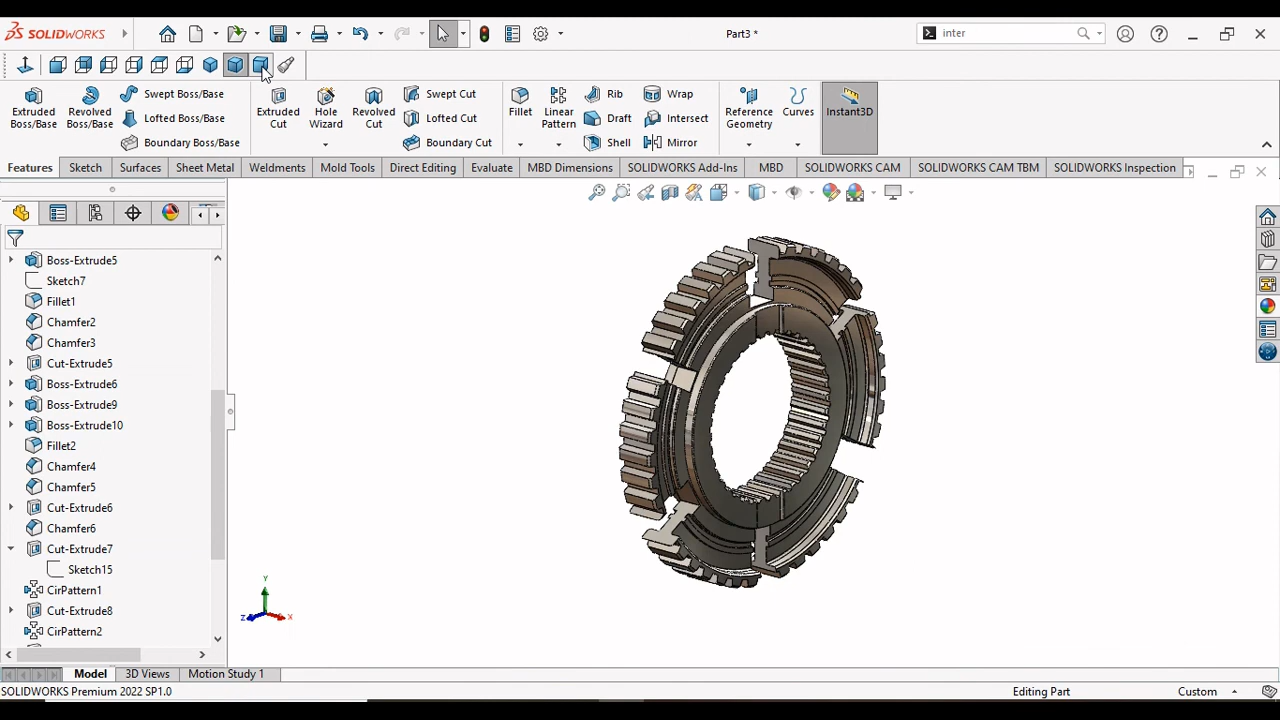 SOLIDWORKS
Part3 *
inter
Extruded Boss/Base
Revolved Boss/Base
Swept Boss/Base
Lofted Boss/Base
Boundary Boss/Base
Extruded Cut
Hole Wizard
Revolved Cut
Swept Cut
Lofted Cut
Boundary Cut
Fillet
Linear Pattern
Rib
Draft
Shell
Wrap
Intersect
Mirror
Reference Geometry
Curves
Instant3D
Features
Sketch
Surfaces
Sheet Metal
Weldments
Mold Tools
Direct Editing
Evaluate
MBD Dimensions
SOLIDWORKS Add-Ins
MBD
SOLIDWORKS CAM
SOLIDWORKS CAM TBM
SOLIDWORKS Inspection
Boss-Extrude5
Sketch7
Fillet1
Chamfer2
Chamfer3
Cut-Extrude5
Boss-Extrude6
Boss-Extrude9
Boss-Extrude10
Fillet2
Chamfer4
Chamfer5
Cut-Extrude6
Chamfer6
Cut-Extrude7
Sketch15
CirPattern1
Cut-Extrude8
CirPattern2
Y
Z
X
Model
3D Views
Motion Study 1
SOLIDWORKS Premium 2022 SP1.0
Editing Part
Custom